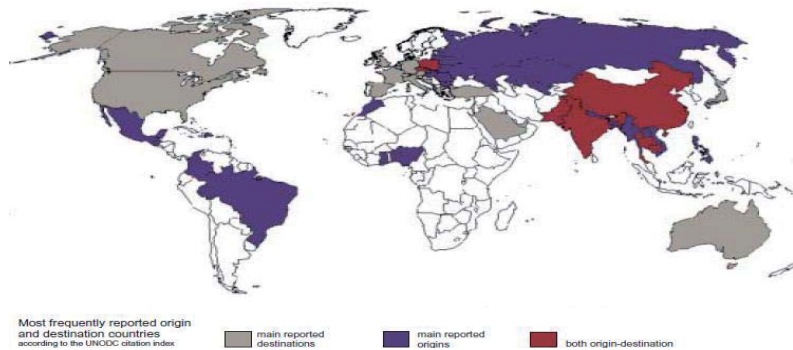 Most frequently reported origin
and destination countries
according to the UNODC citation index
main reported
destinations
main reported
origins
both origin-destination